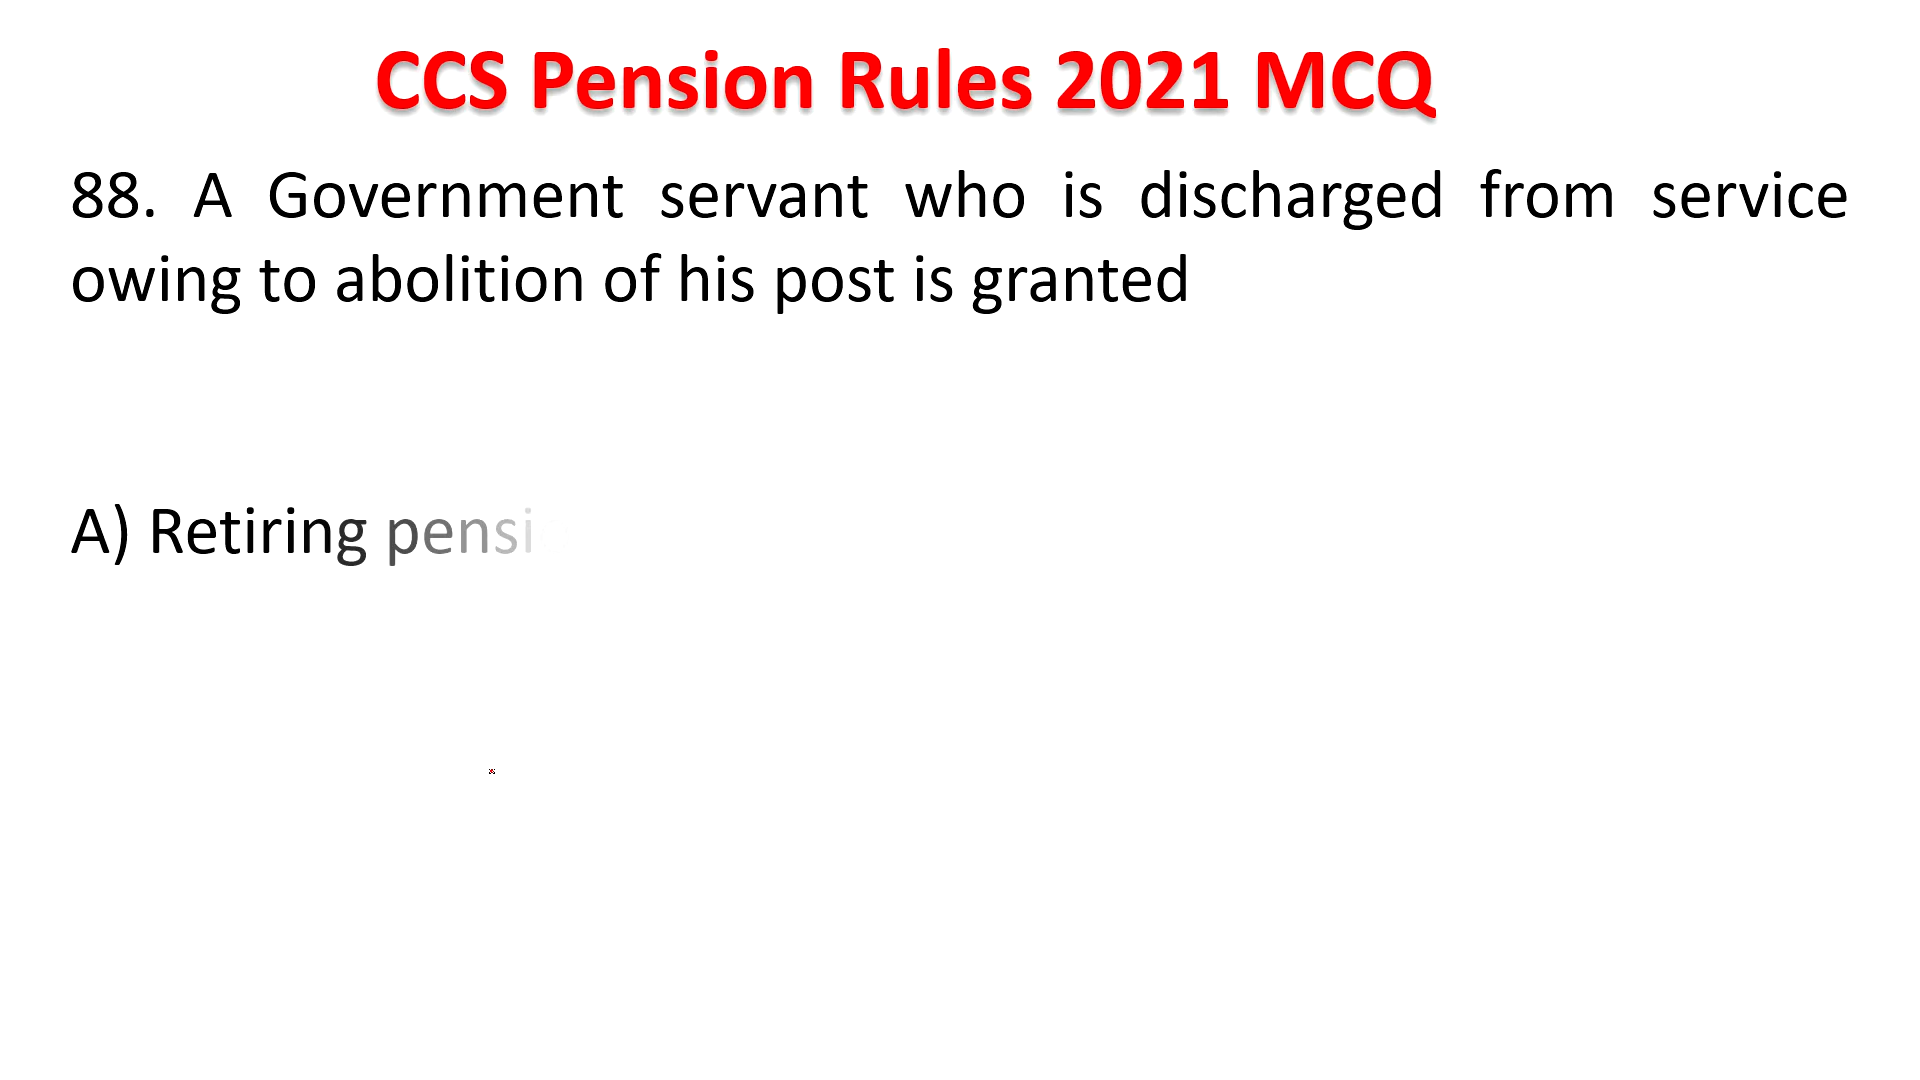 CCS Pension Rules 2021 MCQ
88. A Government servant who is discharged from service
owing to abolition of his post is granted
A) Retiring pensi